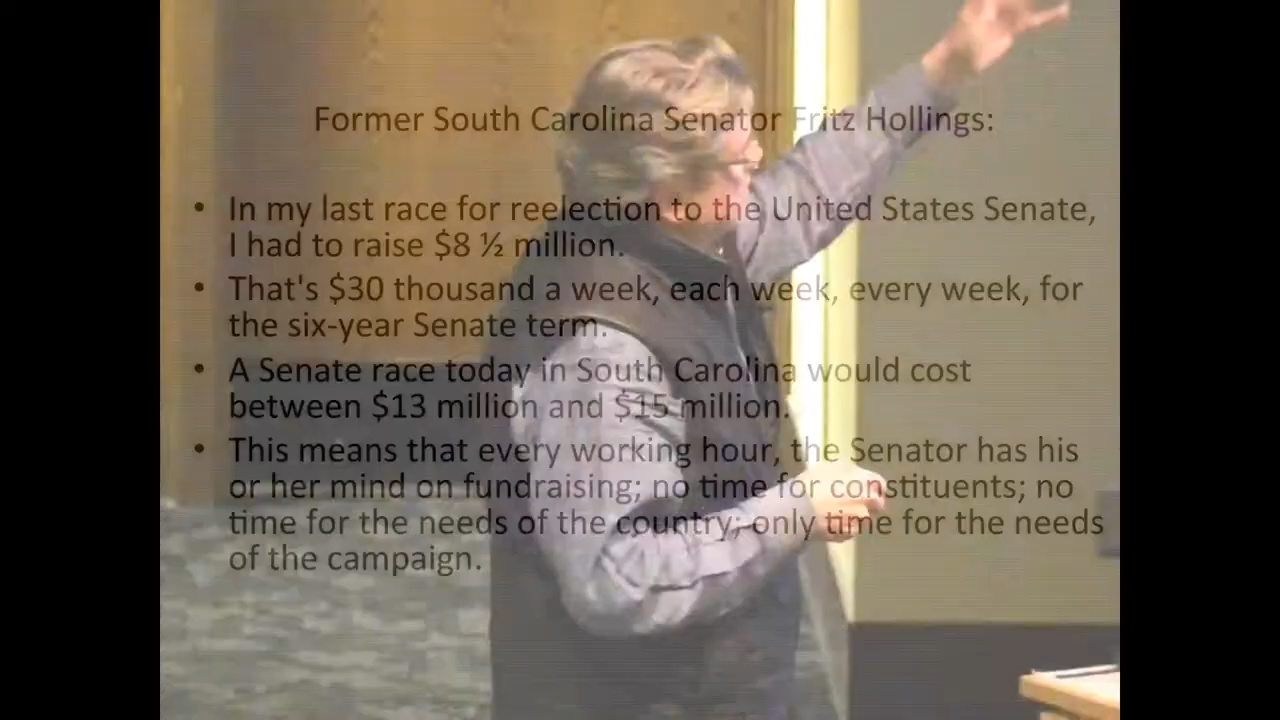 Former South Carolina Senator Fritz Hollings:
• In my last race for reelection to the United States Senate,
I had to raise $8 ½ million.
• That's $30 thousand a week, each week, every week, for
the six-year Senate term.
• A Senate race today in South Carolina would cost
between $13 million and $15 million.
• This means that every working hour, the Senator has his
or her mind on fundraising; no time for constituents; no
time for the needs of the country; only time for the needs
of the campaign.